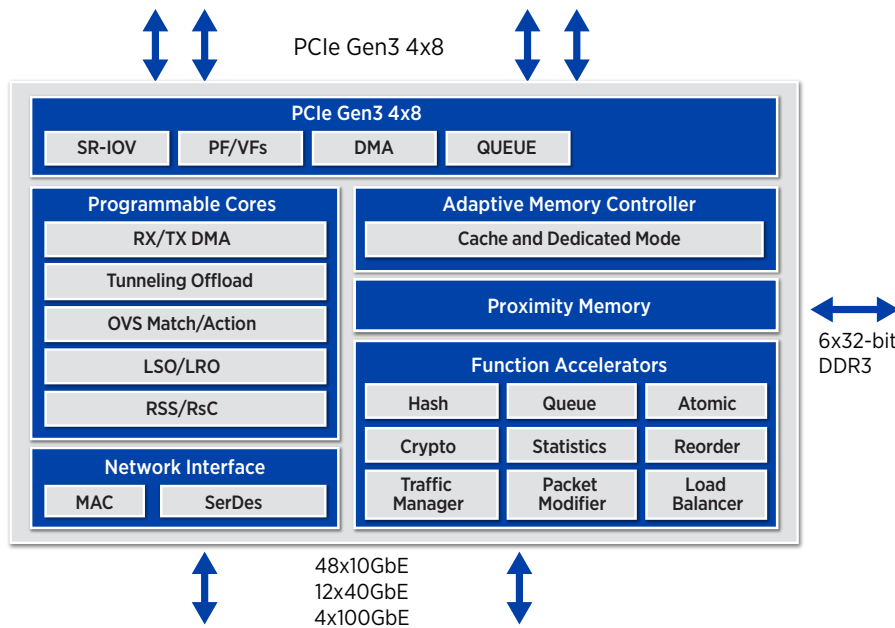 PCIe Gen3 4x8
PCIe Gen3 4x8
SR-IOV
PF/VFs
DMA
QUEUE
Programmable Cores
RX/TX DMA
Tunneling Offload
OVS Match/Action
LSO/LRO
RSS/RsC
Network Interface
MAC
SerDes
Adaptive Memory Controller
Cache and Dedicated Mode
Proximity Memory
Function Accelerators
Hash
Queue
Atomic
Crypto
Statistics
Reorder
Traffic
Manager
Packet
Modifier
Load
Balancer
6x32-bit
DDR3
48x10GbE
12x40GbE
4x100GbE